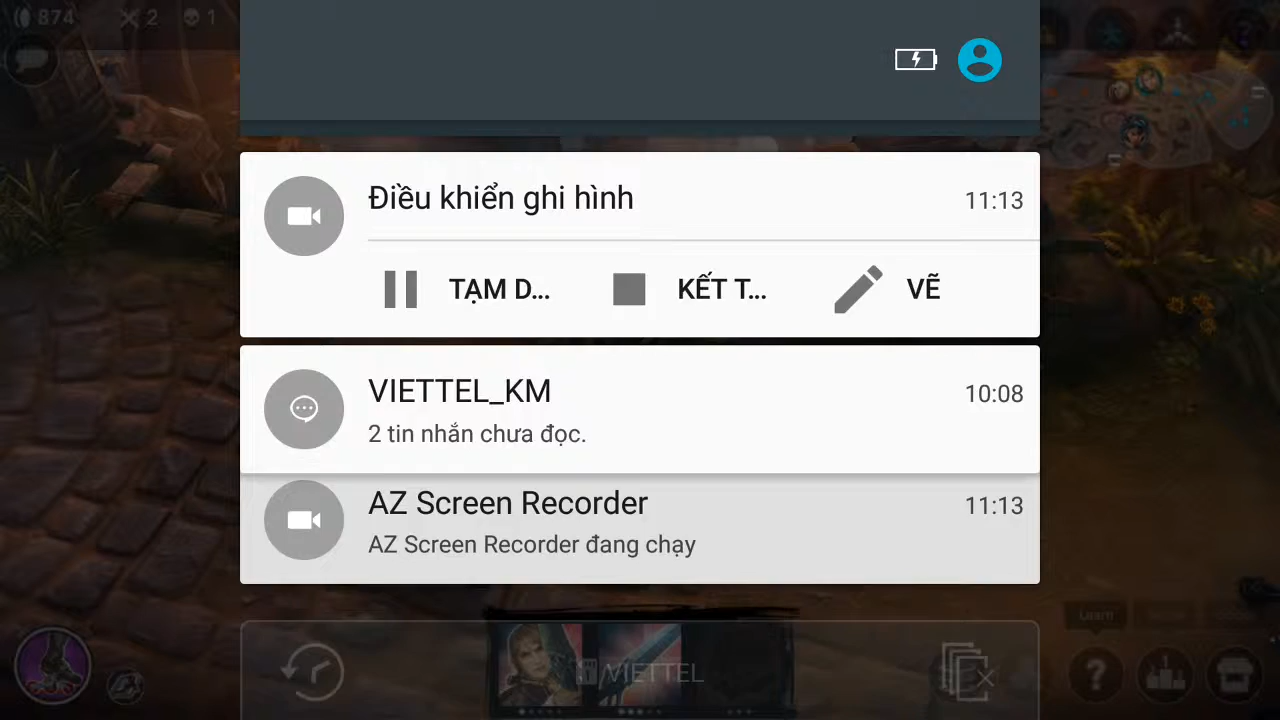 874
2
1
Điều khiển ghi hình
11:13
TẠM D...
KẾT T...
VẼ
VIETTEL_KM
10:08
2 tin nhắn chưa đọc.
AZ Screen Recorder
11:13
AZ Screen Recorder đang chạy
Learn
VIETTEL
?